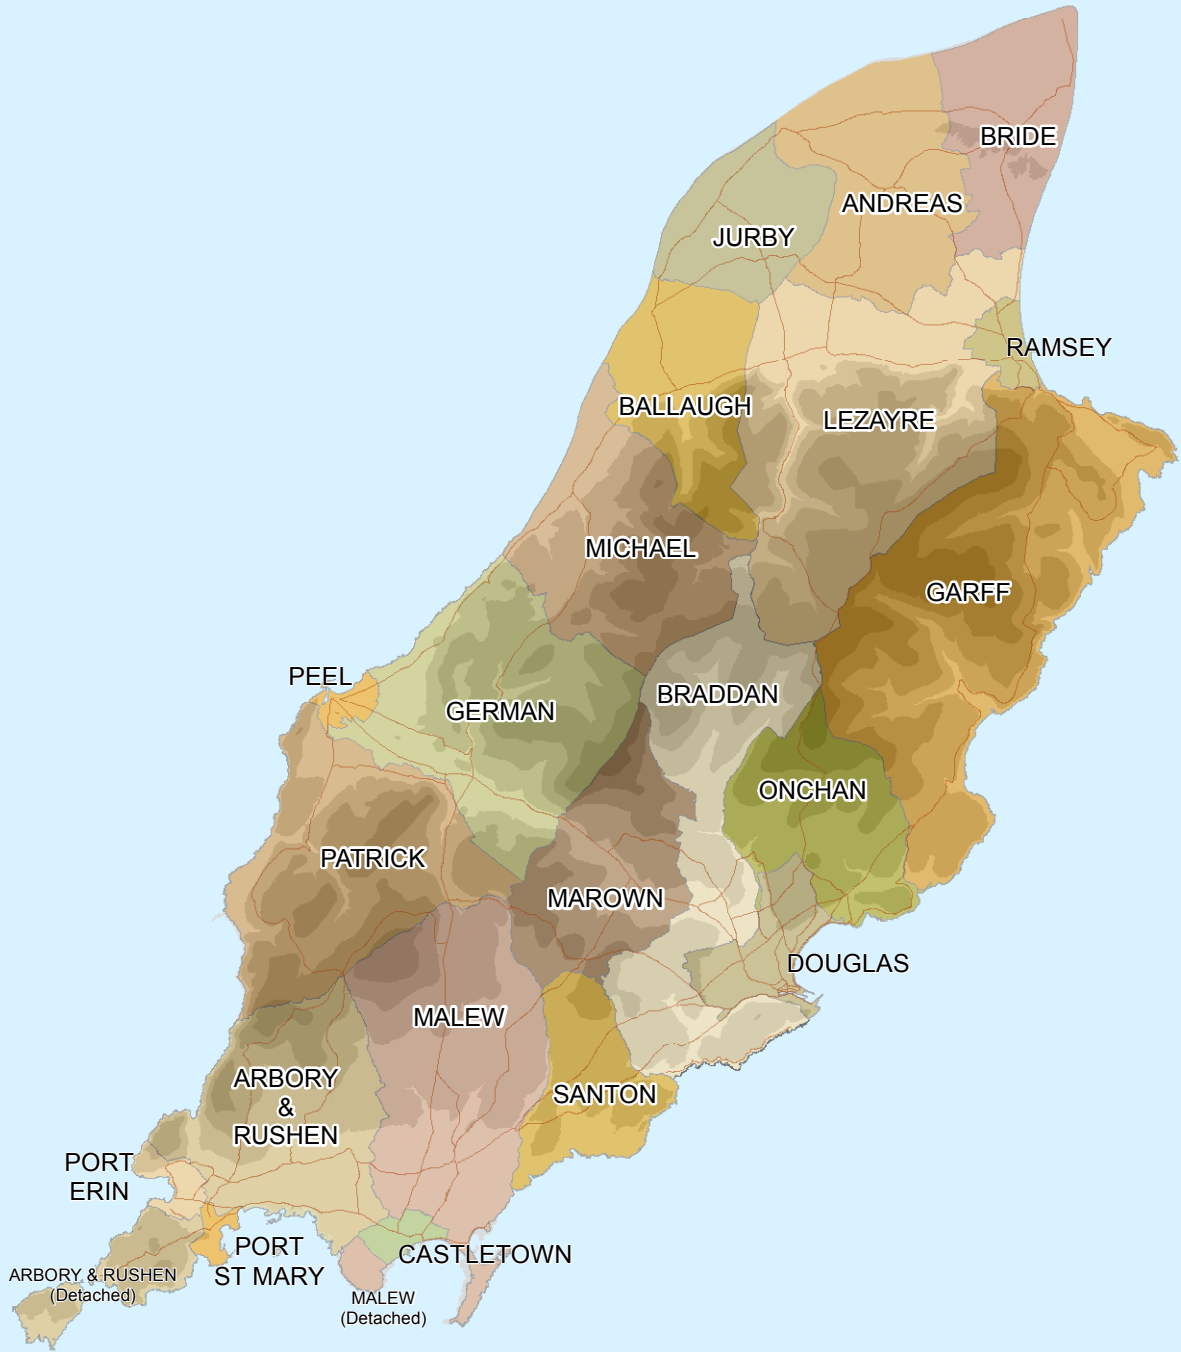 BRIDE
ANDREAS
JURBY
RAMSEY
BALLAUGH
LEZAYRE
MICHAEL
GARFF
PEEL
GERMAN
BRADDAN
ONCHAN
PATRICK
MAROWN
DOUGLAS
MALEW
ARBORY
&
RUSHEN
SANTON
PORT
ERIN
PORT
ST MARY
CASTLETOWN
ARBORY & RUSHEN
(Detached)
MALEW
(Detached)